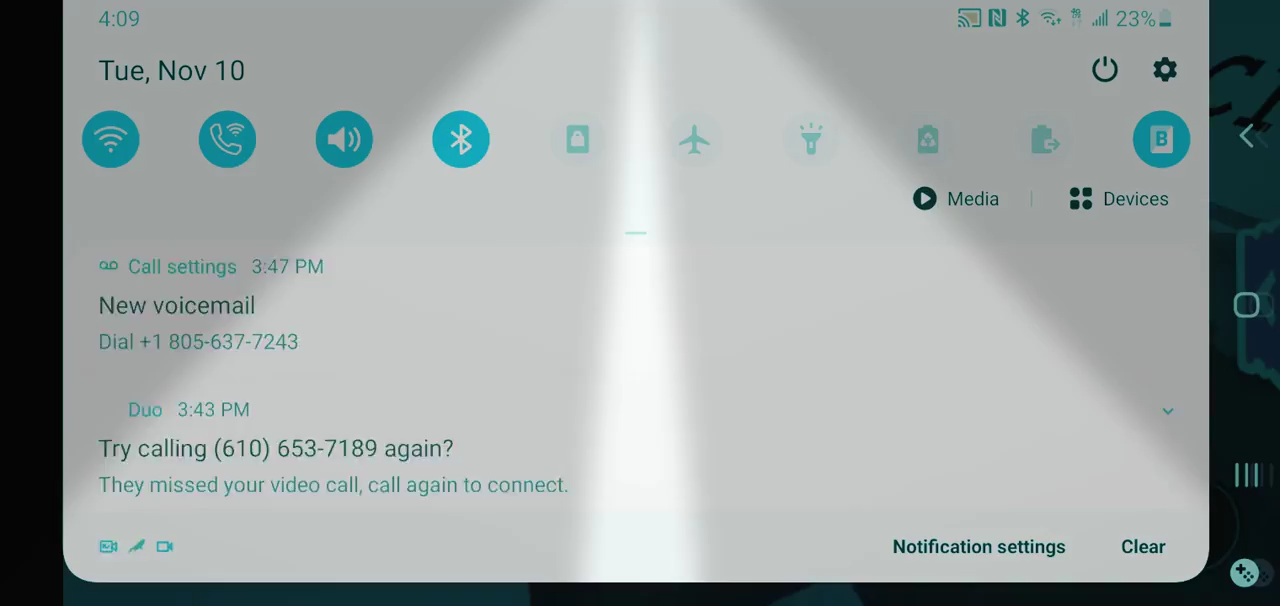 4:09
23%
Tue, Nov 10
B
Media
Devices
Call settings 3:47 PM
New voicemail
Dial +1 805-637-7243
Duo 3:43 PM
Try calling (610) 653-7189 again?
They missed your video call, call again to connect.
Notification settings
Clear